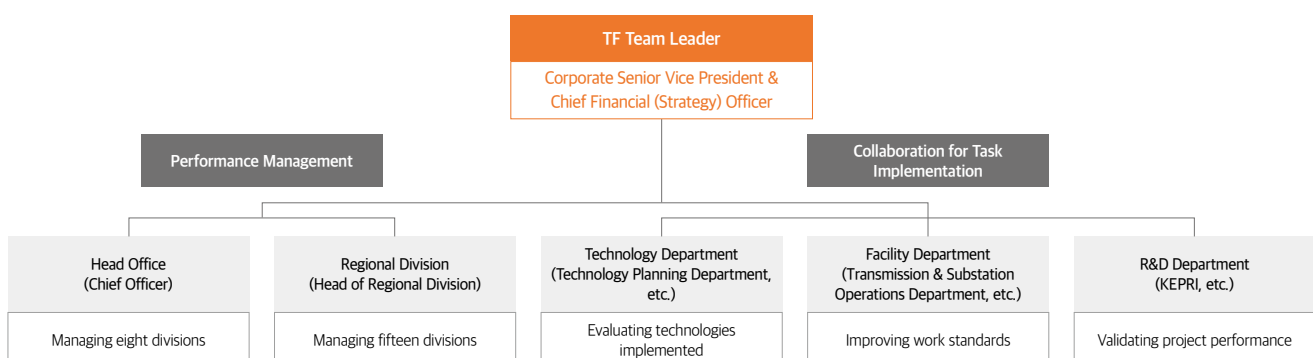 TF Team Leader
Corporate Senior Vice President &
Chief Financial (Strategy) Officer
Performance Management
Collaboration for Task
Implementation
Head Office
(Chief Officer)
Managing eight divisions
Regional Division
(Head of Regional Division)
Managing fifteen divisions
Technology Department
(Technology Planning Department,
etc.)
Evaluating technologies
implemented
Facility Department
(Transmission & Substation
Operations Department, etc.)
Improving work standards
R&D Department
(KEPRI, etc.)
Validating project performance